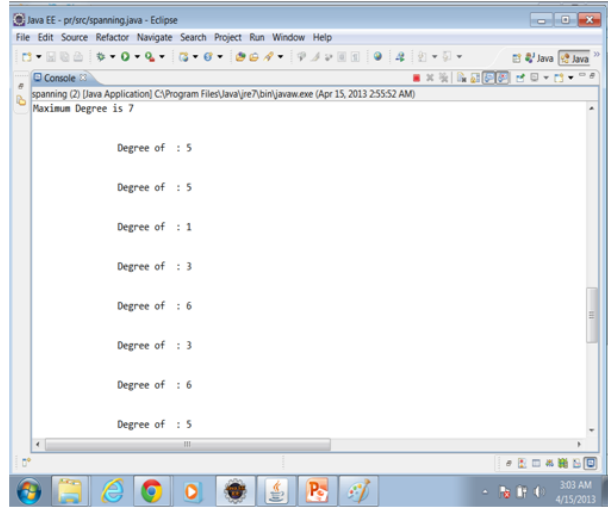 Java EE - pr/src/spanning.java - Eclipse
File Edit Source Refactor Navigate Search Project Run Window Help
Java Java
Console
spanning (2) [Java Application] C:\Program Files\Java\jre7\bin\javaw.exe (Apr 15, 2013 2:55:52 AM)
Maximum Degree is 7
Degree of : 5
Degree of : 5
Degree of : 1
Degree of : 3
Degree of : 6
Degree of : 3
Degree of : 6
Degree of : 5
3:03 AM
4/15/2013